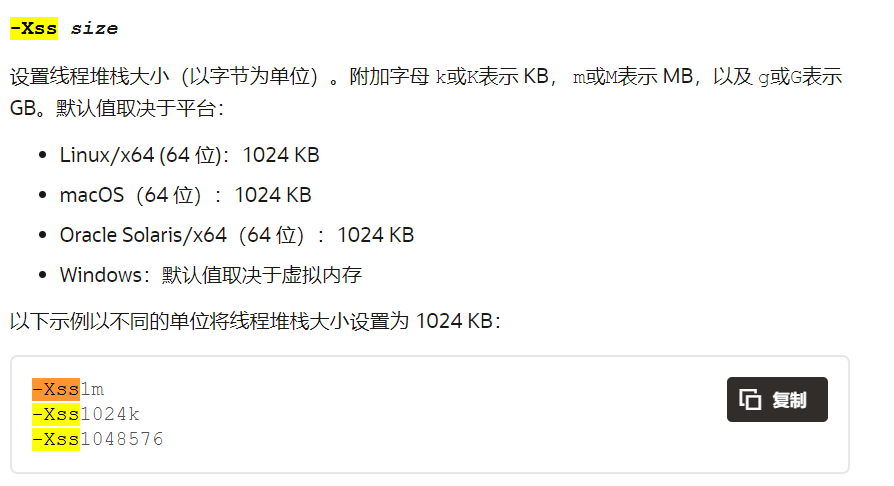 -Xss size
设置线程堆栈大小（以字节为单位）。附加字母 k或K表示 KB， m或M表示 MB，以及 g或G表示
GB。默认值取决于平台：
Linux/x64 (64 位)：1024 KB
macOS（64 位）：1024 KB
Oracle Solaris/x64（64 位）：1024 KB
Windows：默认值取决于虚拟内存
以下示例以不同的单位将线程堆栈大小设置为 1024 KB：
-Xss1m
复制
-Xss1024k
-Xss1048576